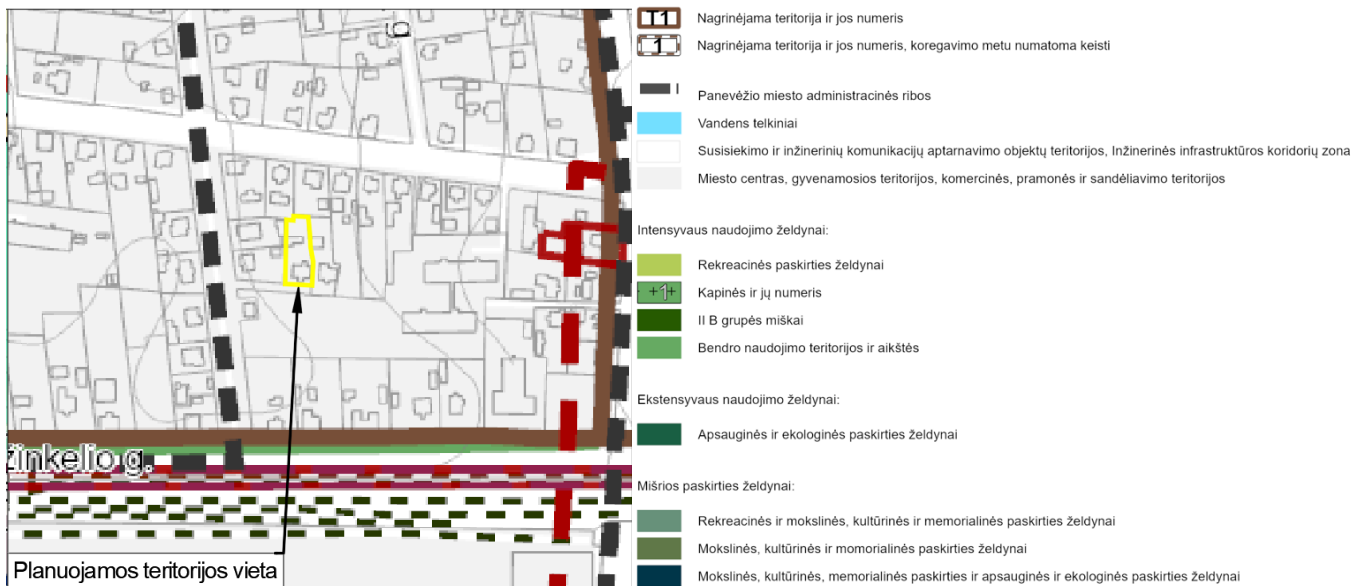 g
žinkelio g.
Planuojamos teritorijos vieta
T1 Nagrinėjama teritorija ir jos numeris
1 Nagrinėjama teritorija ir jos numeris, koregavimo metu numatoma keisti
Panevėžio miesto administracinės ribos
Vandens telkiniai
Susisiekimo ir inžinerinių komunikacijų aptarnavimo objektų teritorijos, Inžinerinės infrastruktūros koridorių zona
Miesto centras, gyvenamosios teritorijos, komercinės, pramonės ir sandėliavimo teritorijos
Intensyvaus naudojimo želdynai:
Rekreacinės paskirties želdynai
+1+ Kapinės ir jų numeris
II B grupės miškai
Bendro naudojimo teritorijos ir aikštės
Ekstensyvaus naudojimo želdynai:
Apsauginės ir ekologinės paskirties želdynai
Mišrios paskirties želdynai:
Rekreacinės ir mokslinės, kultūrinės ir memorialinės paskirties želdynai
Mokslinės, kultūrinės ir momorialinės paskirties želdynai
Mokslinės, kultūrinės, memorialinės paskirties ir apsauginės ir ekologinės paskirties želdynai